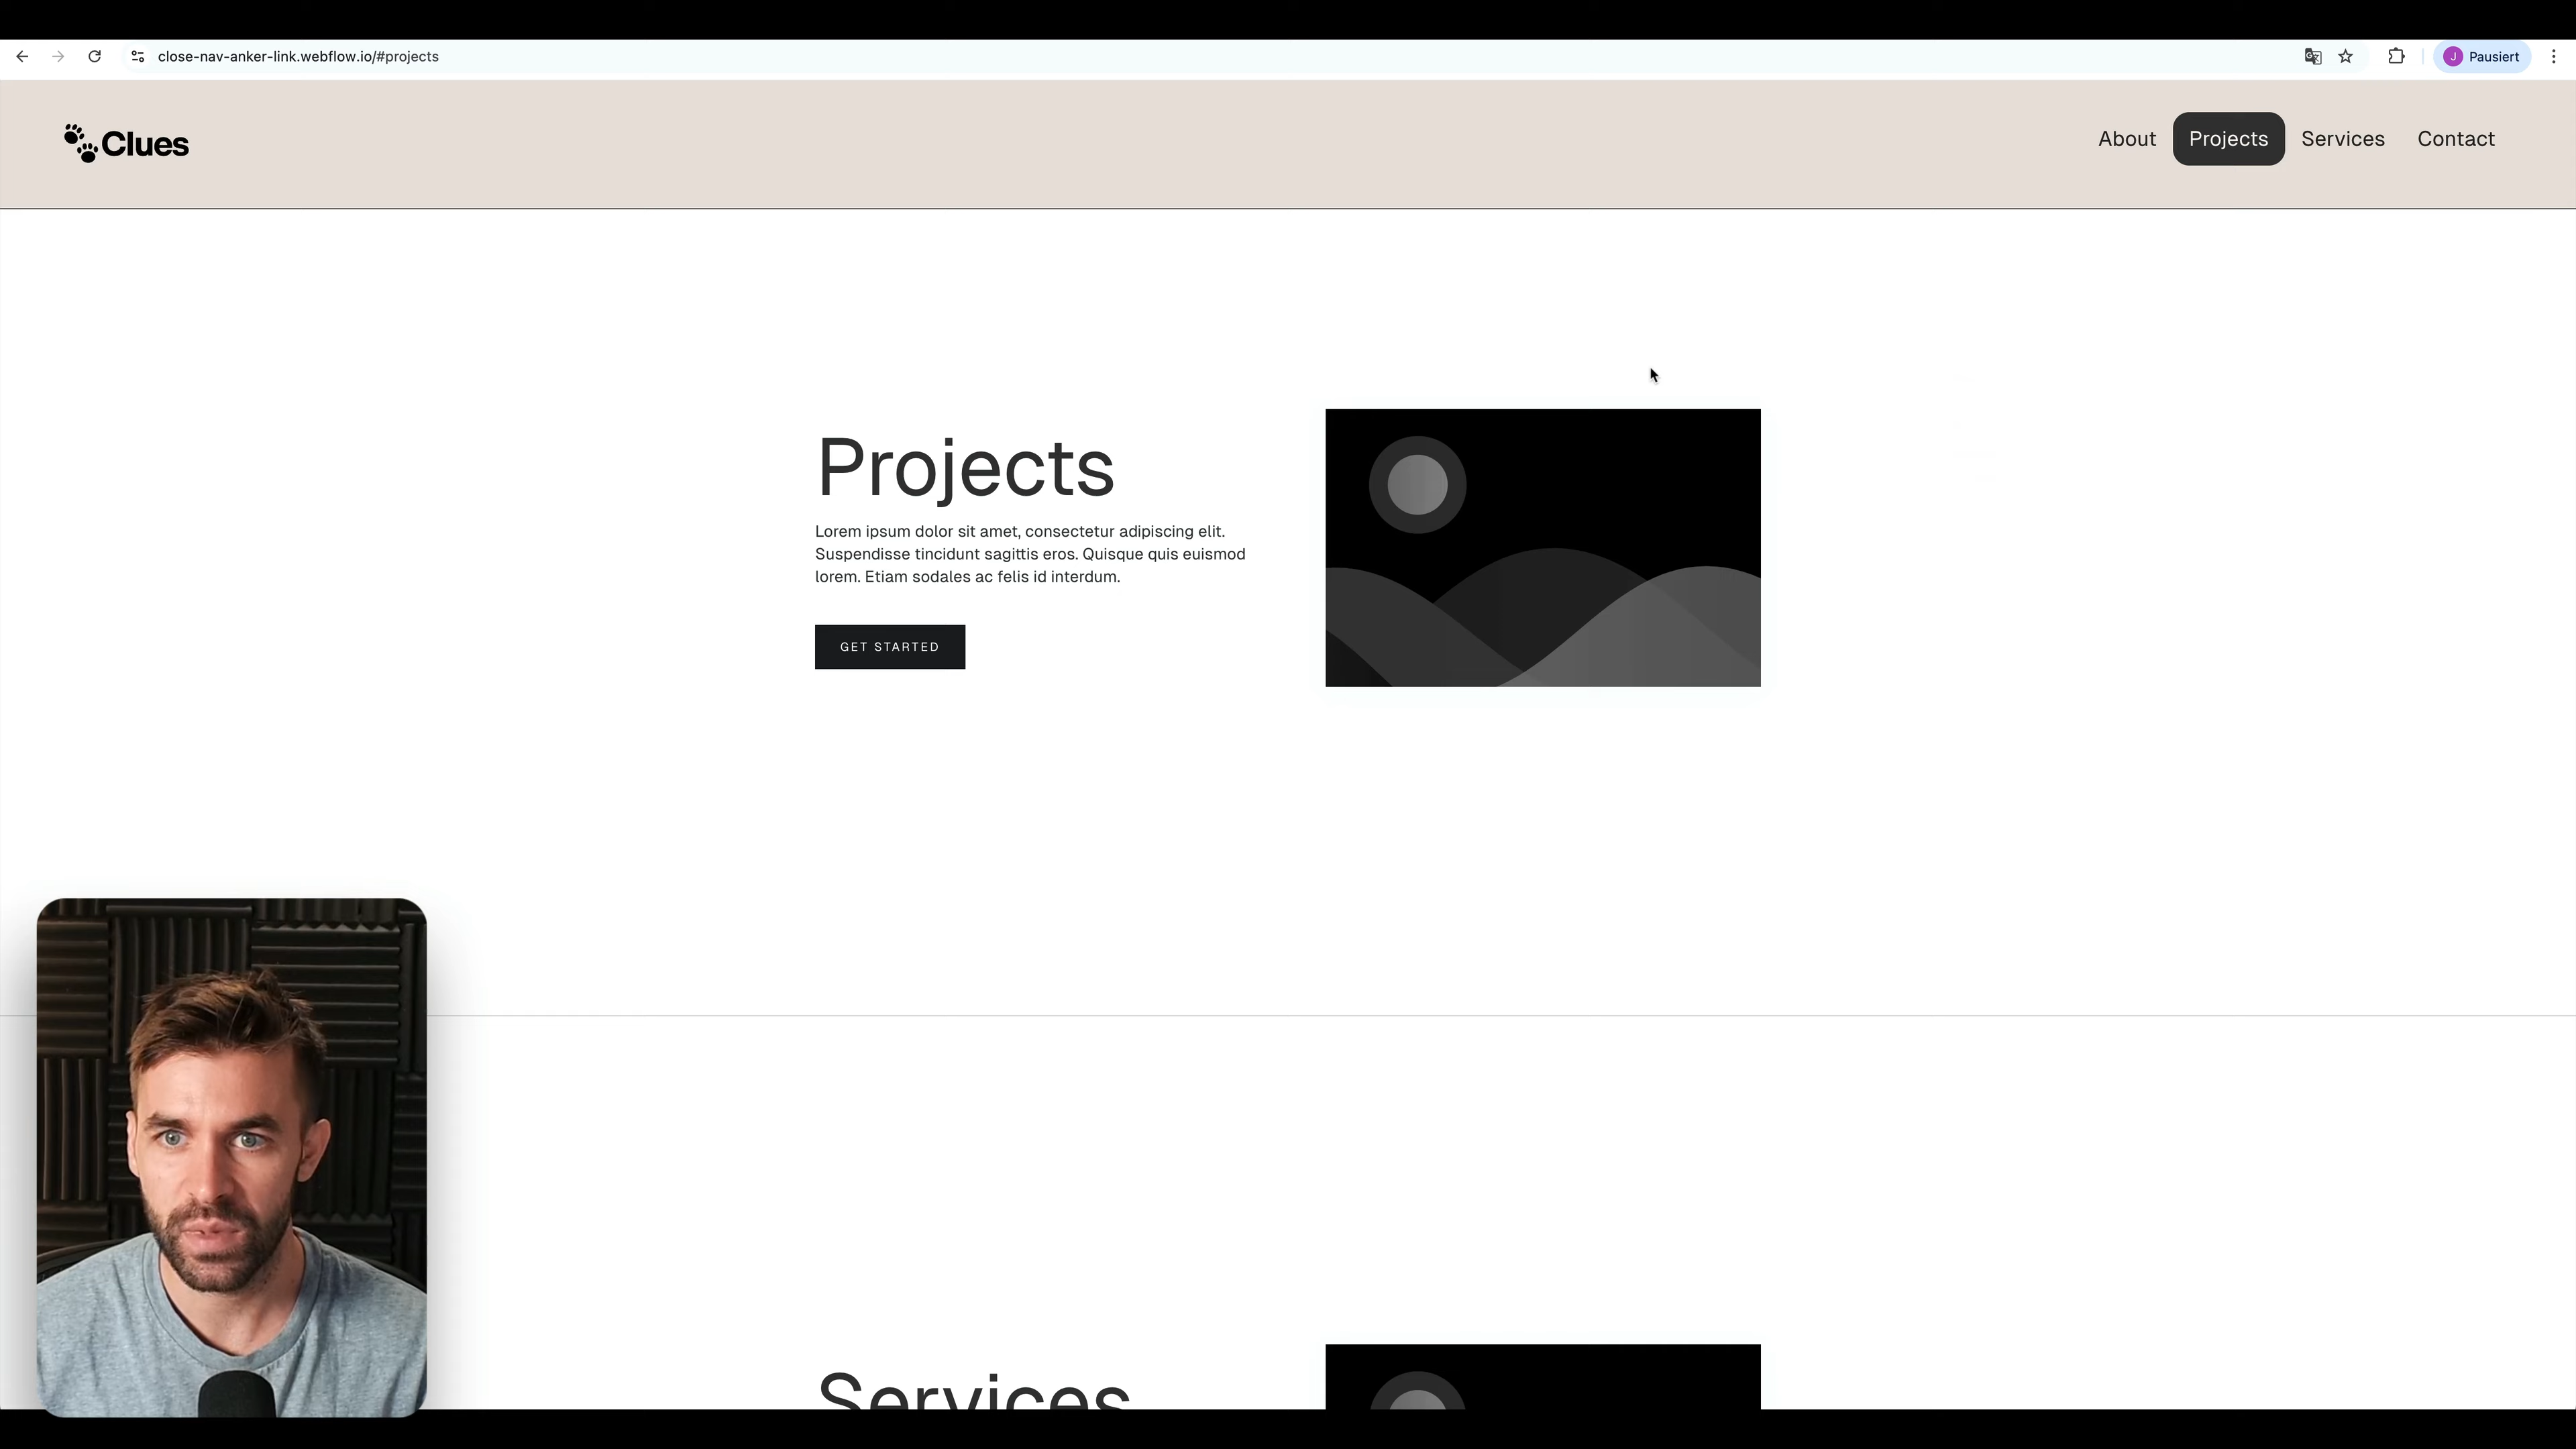 close-nav-anker-link.webflow.io/#projects
J
Pausiert
Clues
About
Projects
Services
Contact
Projects
Lorem ipsum dolor sit amet, consectetur adipiscing elit.
Suspendisse tincidunt sagittis eros. Quisque quis euismod
lorem. Etiam sodales ac felis id interdum.
GET STARTED
Services